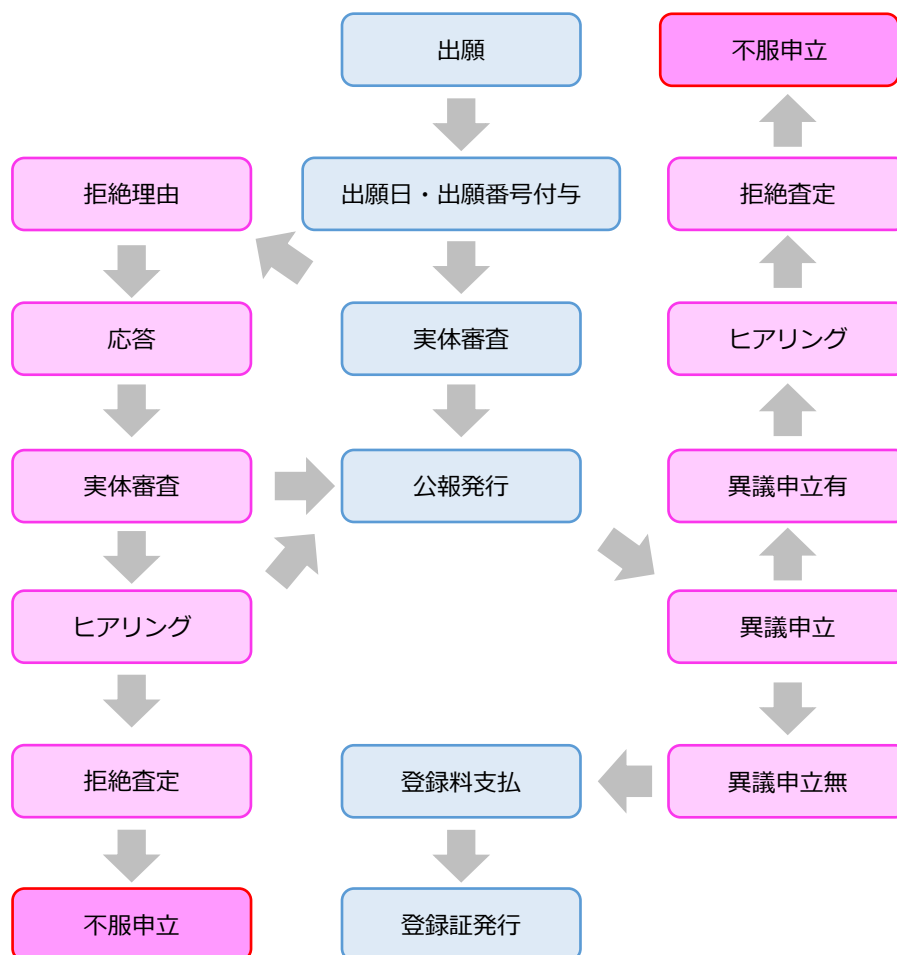 出願
不服申立
拒絶理由
出願日・出願番号付与
拒絶査定
応答
実体審査
ヒアリング
実体審査
公報発行
異議申立有
ヒアリング
異議申立
拒絶査定
登録料支払
異議申立無
不服申立
登録証発行